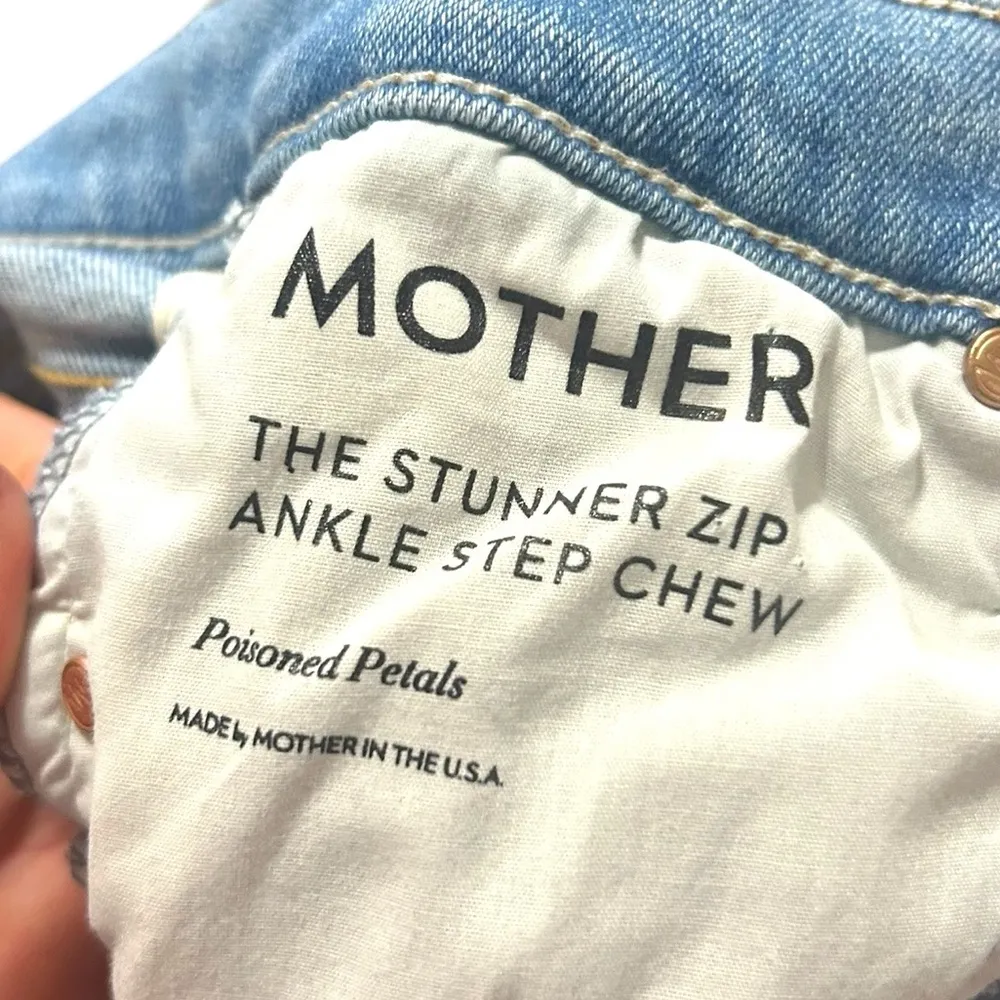 MOTHER
THE STUNNER ZIP
ANKLE STEP CHEW
Poisoned Petals
MADE by MOTHER IN THE U.S.A.